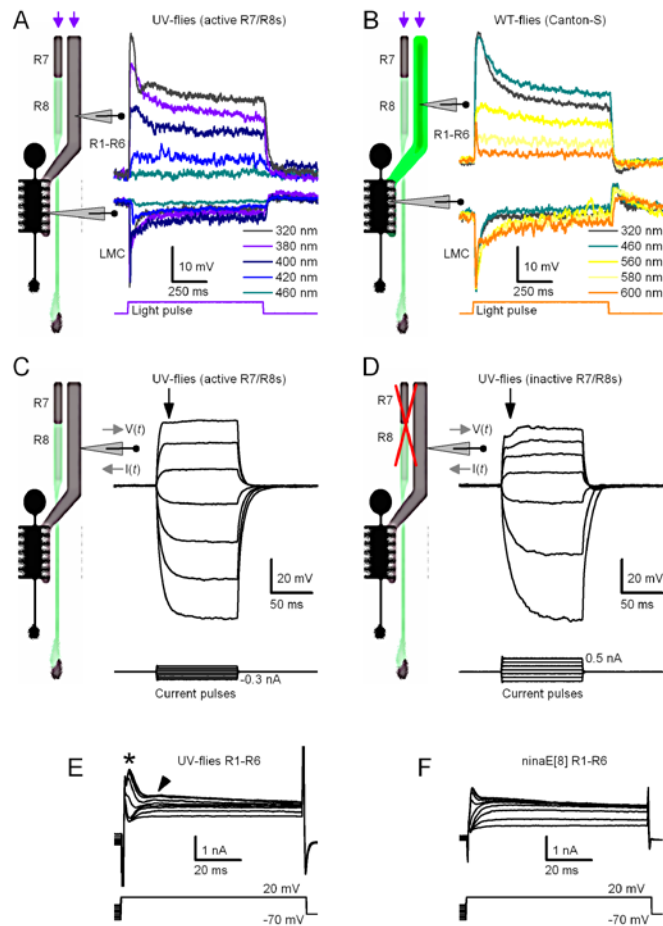 A
UV-flies (active R7/R8s)
R7
R8
R1-R6
LMC
320 nm
380 nm
400 nm
420 nm
460 nm
10 mV
250 ms
Light pulse
B
WT-flies (Canton-S)
R7
R8
R1-R6
LMC
320 nm
460 nm
560 nm
580 nm
600 nm
10 mV
250 ms
Light pulse
C
UV-flies (active R7/R8s)
R7
R8
V(t)
I(t)
20 mV
50 ms
-0.3 nA
Current pulses
D
UV-flies (inactive R7/R8s)
R7
R8
V(t)
I(t)
20 mV
50 ms
0.5 nA
Current pulses
E
UV-flies R1-R6
*
1 nA
20 ms
20 mV
-70 mV
F
ninaE[8] R1-R6
1 nA
20 ms
20 mV
-70 mV